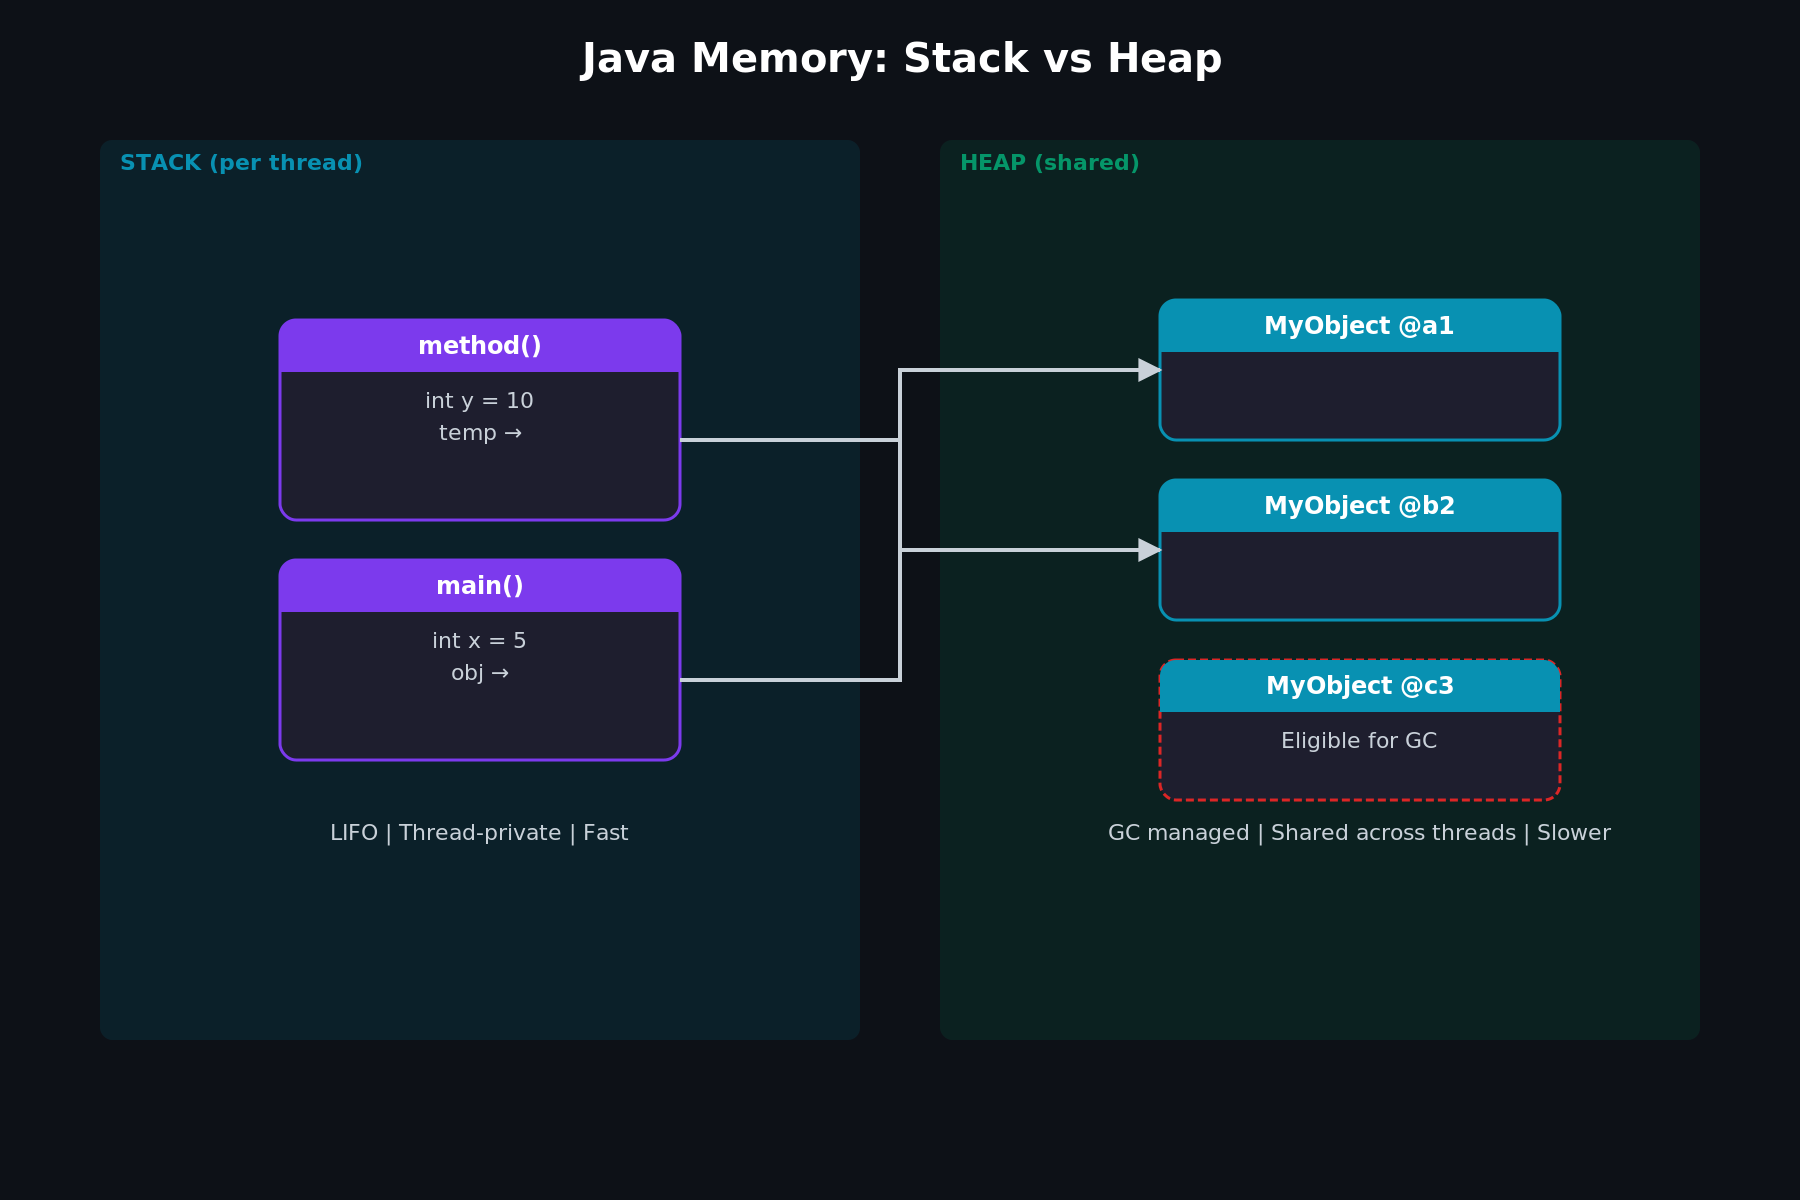 Java Memory: Stack vs Heap
STACK (per thread)
method()
int y = 10
temp →
main()
int x = 5
obj →
LIFO | Thread-private | Fast
HEAP (shared)
MyObject @a1
MyObject @b2
MyObject @c3
Eligible for GC
GC managed | Shared across threads | Slower